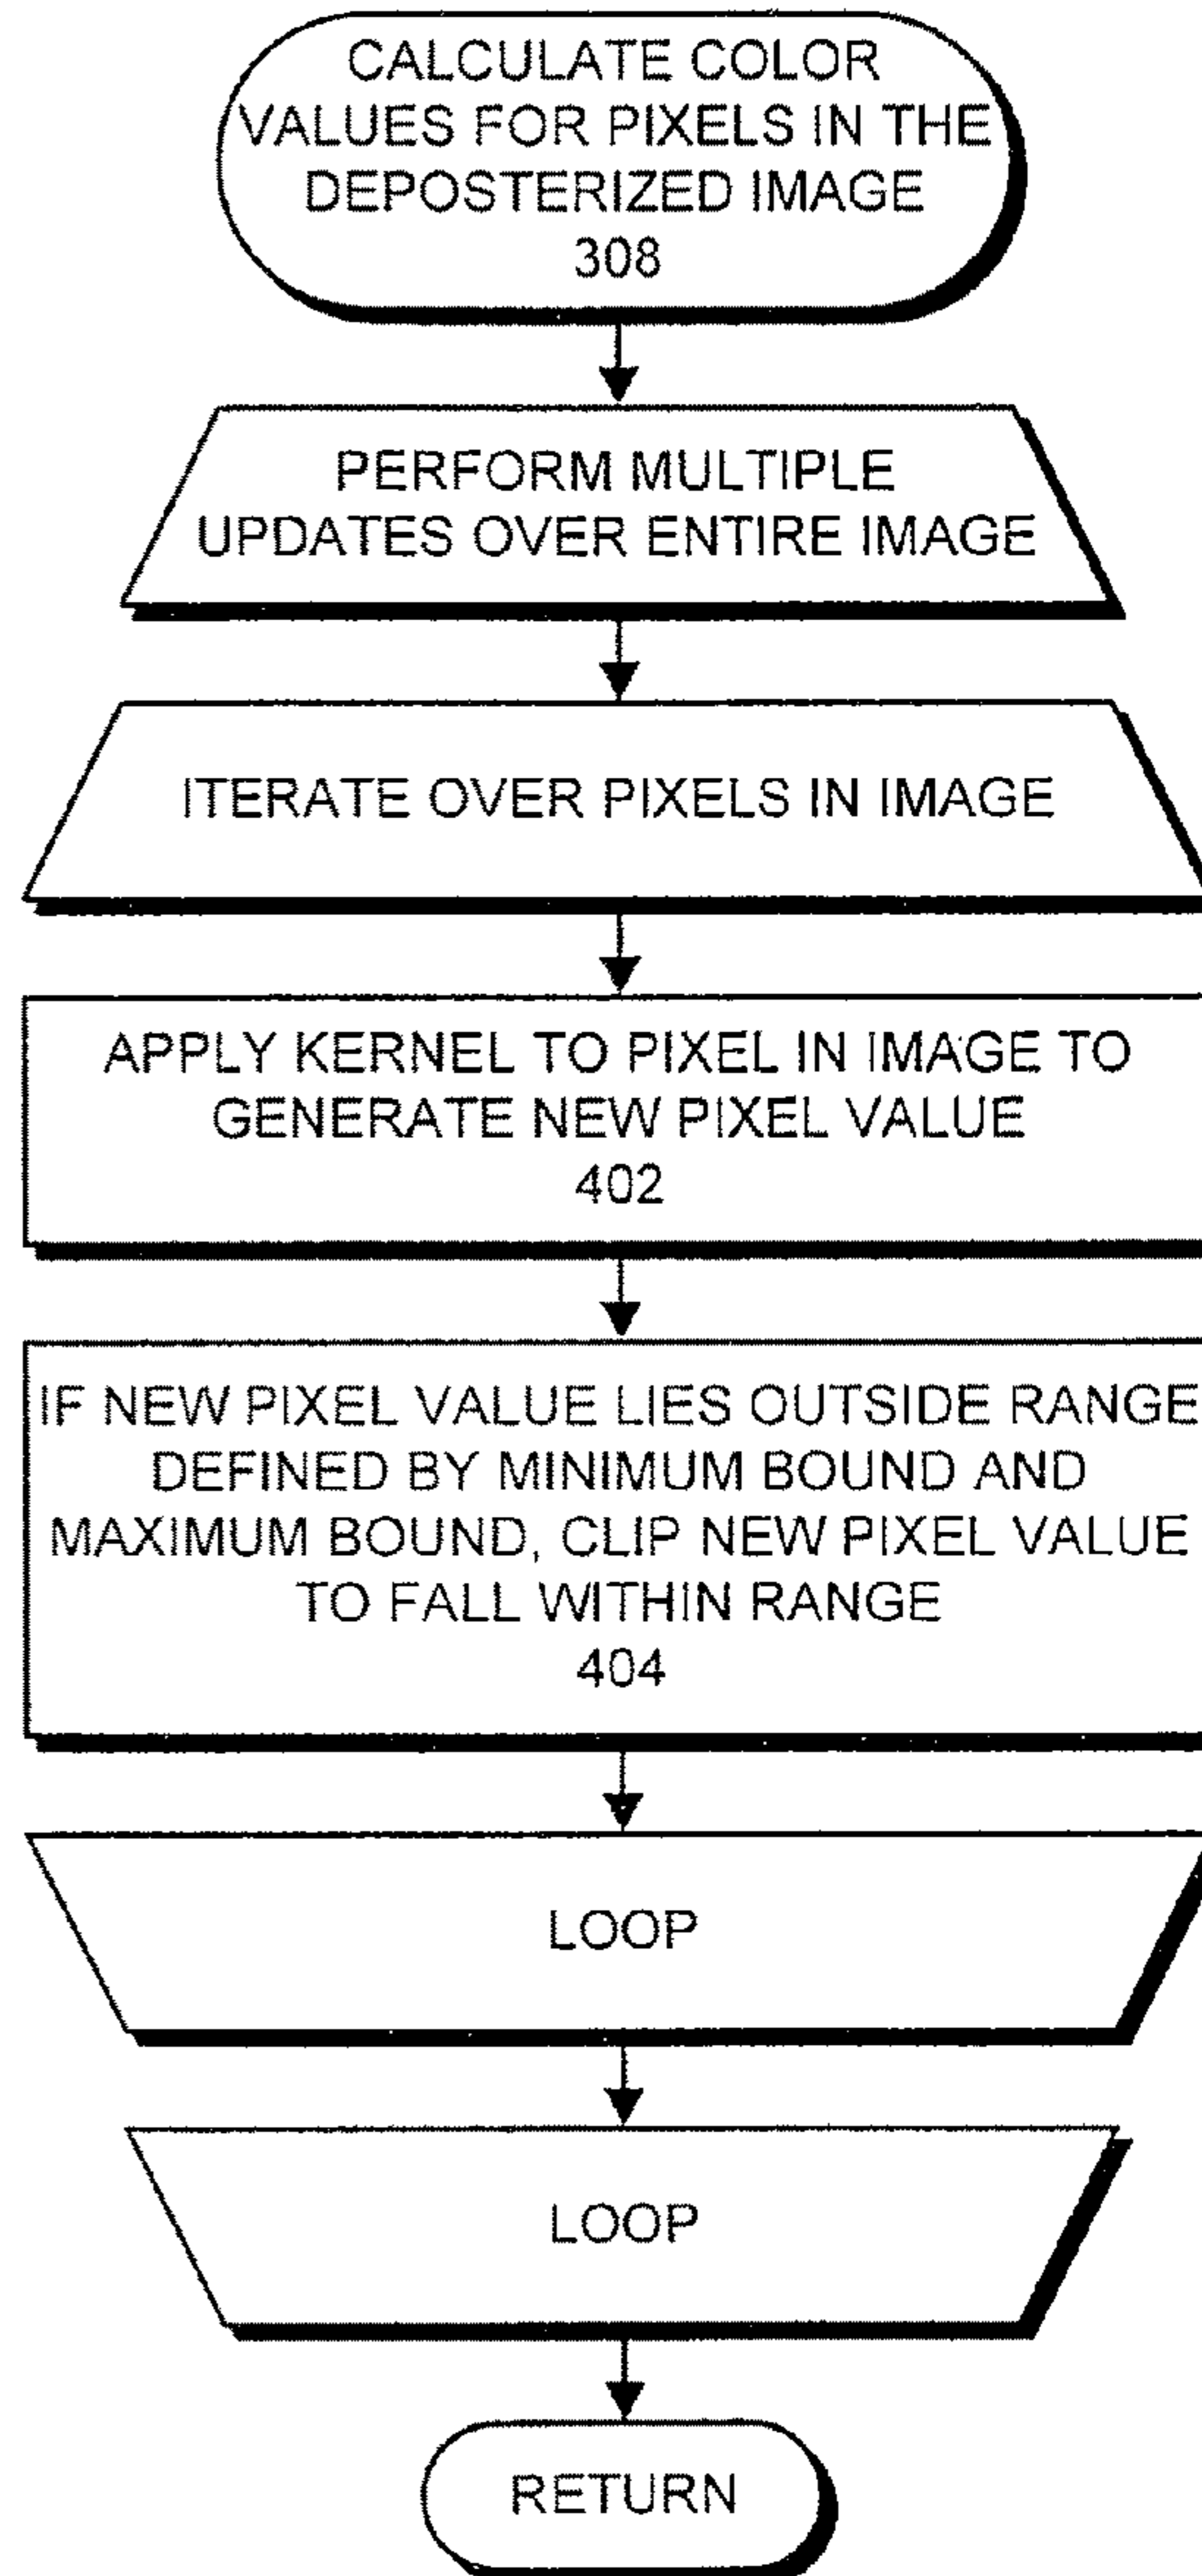 CALCULATE COLOR
VALUES FOR PIXELS IN THE
DEPOSTERIZED IMAGE
308
PERFORM MULTIPLE
UPDATES OVER ENTIRE IMAGE
ITERATE OVER PIXELS IN IMAGE
APPLY KERNEL TO PIXEL IN IMAGE TO
GENERATE NEW PIXEL VALUE
402
IF NEW PIXEL VALUE LIES OUTSIDE RANGE
DEFINED BY MINIMUM BOUND AND
MAXIMUM BOUND, CLIP NEW PIXEL VALUE
TO FALL WITHIN RANGE
404
LOOP
LOOP
RETURN